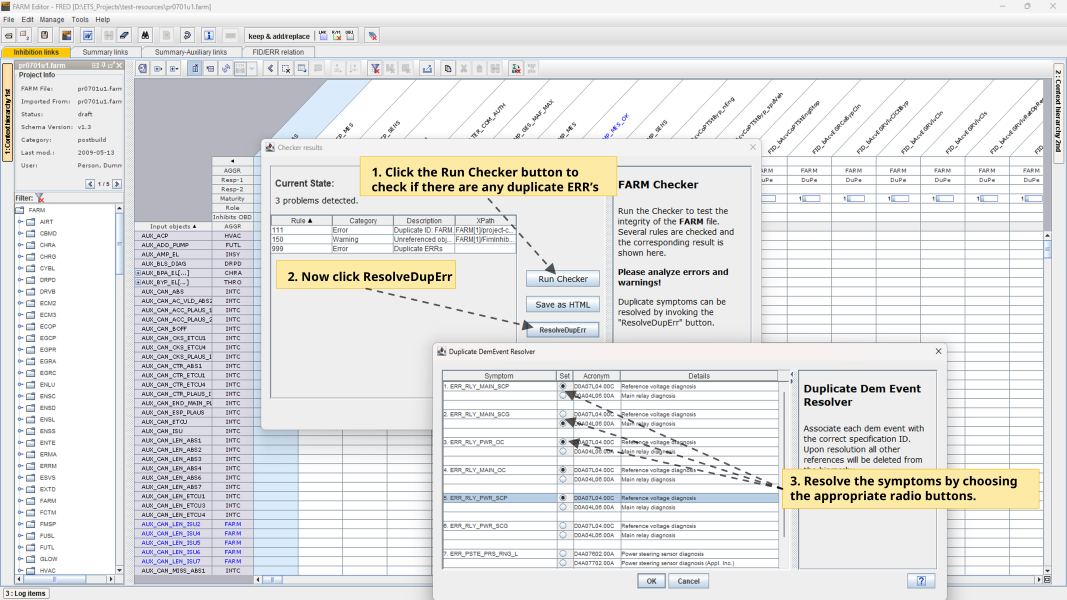 FARM Editor - FRED [D:\ETS_Projects\test-resources\pr0701u1.farm]
File Edit Manage Tools Help
keep & add/replace
Inhibition links Summary links Summary-Auxiliary links FID/ERR relation
1: Context hierarchy 1st
pr0701u1.farm
Project Info
FARM File: pr0701u1.farm
Imported From: pr0701u1.farm
Status: draft
Schema Version: v1.3
Category: postbuild
Last mod.: 2009-05-13
User: Person, Dumm
1 / 5
Filter:
FARM
AIRT
CBMD
CHRA
CHRG
CYBL
DRPD
DRVB
ECM2
ECM3
ECOP
EGCP
EGPR
EGRA
EGRC
ENLU
ENSC
ENSD
ENSL
ENSS
ENTE
ERMA
ERRM
ESVS
EXTD
FARM
FCTM
FMSP
FUSL
FUTL
GLOW
HVAC
AGGR
Resp-1
Resp-2
Maturity
Role
Inhibits OBD
Input objects ▲ AGGR
AUX_ACP HVAC
AUX_ADD_PUMP FUTL
AUX_AMP_EL INSY
AUX_BLS_DIAG DRPD
AUX_BPA_EL[...] CHRA
AUX_BYP_EL[...] THRO
AUX_CAN_ABS INTC
AUX_CAN_AC_VLD_ABS2 INTC
AUX_CAN_ACC_PLAUS_1 INTC
AUX_CAN_ACC_PLAUS_2 INTC
AUX_CAN_BOFF INTC
AUX_CAN_CKS_ETCU1 INTC
AUX_CAN_CKS_ETCU4 INTC
AUX_CAN_CKS_PLAUS_I INTC
AUX_CAN_CTR_ABS1 INTC
AUX_CAN_CTR_ETCU1 INTC
AUX_CAN_CTR_ETCU4 INTC
AUX_CAN_CTR_PLAUS_I INTC
AUX_CAN_END_MAIN_PL INTC
AUX_CAN_ESP_PLAUS INTC
AUX_CAN_ETCU INTC
AUX_CAN_ISU INTC
AUX_CAN_LEN_ABS1 INTC
AUX_CAN_LEN_ABS2 INTC
AUX_CAN_LEN_ABS3 INTC
AUX_CAN_LEN_ABS4 INTC
AUX_CAN_LEN_ABS6 INTC
AUX_CAN_LEN_ABS7 INTC
AUX_CAN_LEN_ETCU1 INTC
AUX_CAN_LEN_ETCU3 INTC
AUX_CAN_LEN_ETCU4 INTC
AUX_CAN_LEN_ISU2 FARM
AUX_CAN_LEN_ISU4 FARM
AUX_CAN_LEN_ISU5 FARM
AUX_CAN_LEN_ISU6 FARM
AUX_CAN_LEN_ISU7 FARM
AUX_CAN_MISS_ABS1 INTC
2: Context hierarchy 2nd
FARM FARM FARM FARM FARM FARM FARM
DuPe DuPe DuPe DuPe DuPe DuPe DuPe
Checker results
Current State:
3 problems detected.
Rule ▲ Category Description XPath
111 Error Duplicate ID: FARM... FARM[1]/project-c...
150 Warning Unreferenced obj... FARM[1]/FimInhib...
999 Error Duplicate ERRs
1. Click the Run Checker button to
check if there are any duplicate ERR’s
2. Now click ResolveDupErr
Run Checker
Save as HTML
ResolveDupErr
FARM Checker
Run the Checker to test the
integrity of the FARM file.
Several rules are checked and
the corresponding result is
shown here.
Please analyze errors and
warnings!
Duplicate symptoms can be
resolved by invoking the
"ResolveDupErr" button.
Duplicate DemEvent Resolver
Symptom Set Acronym Details
1. ERR_RLY_MAIN_SCP D0A07L04.00C Reference voltage diagnosis
D0A04L06.00A Main relay diagnosis
2. ERR_RLY_MAIN_SCG D0A07L04.00C Reference voltage diagnosis
D0A04L06.00A Main relay diagnosis
3. ERR_RLY_PWR_OC D0A07L04.00C Reference voltage diagnosis
D0A04L06.00A Main relay diagnosis
4. ERR_RLY_MAIN_OC D0A07L04.00C Reference voltage diagnosis
D0A04L06.00A Main relay diagnosis
5. ERR_RLY_PWR_SCP D0A07L04.00C Reference voltage diagnosis
D0A04L06.00A Main relay diagnosis
6. ERR_RLY_PWR_SCG D0A07L04.00C Reference voltage diagnosis
D0A04L06.00A Main relay diagnosis
7. ERR_PSTE_PRS_RNG_L D0A07602.00A Power steering sensor diagnosis
D0A07702.00A Power steering sensor diagnosis (Appl. Inc.)
Duplicate Dem Event
Resolver
Associate each dem event with
the correct specification ID.
Upon resolution all other
references will be deleted from
3. Resolve the symptoms by choosing
the appropriate radio buttons.
OK Cancel
3 : Log items